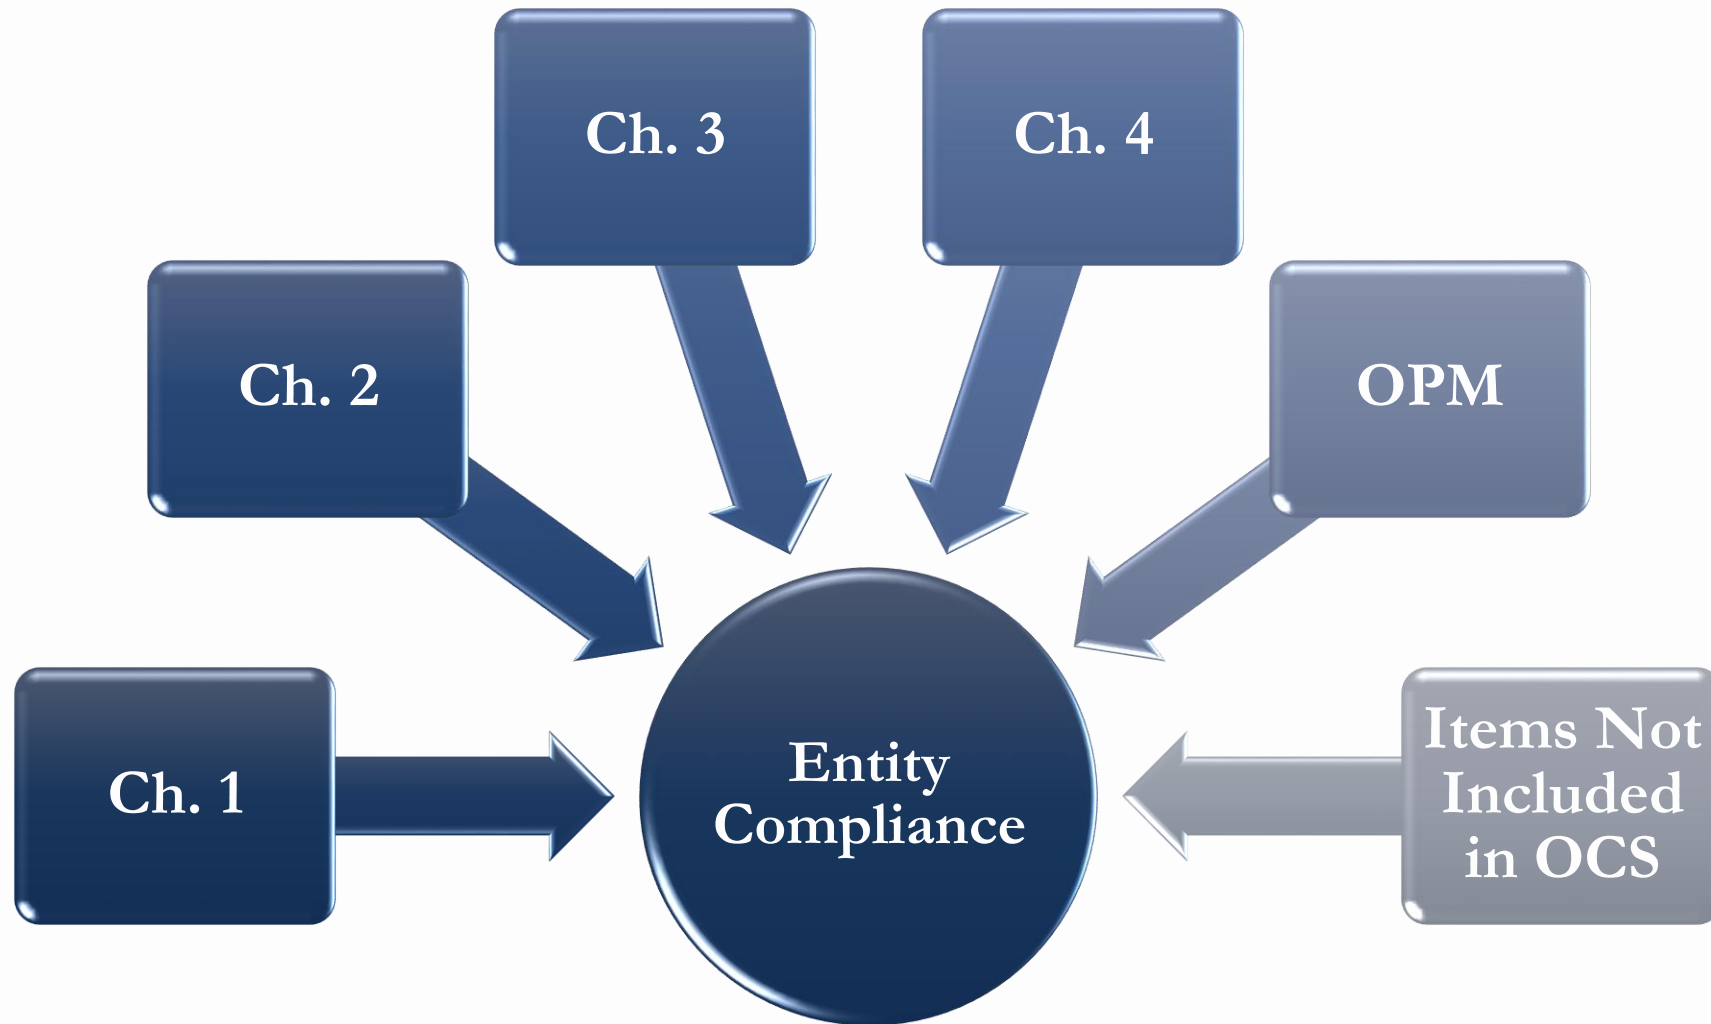 Ch. 3
Ch. 4
Ch. 2
OPM
Ch. 1
Entity
Compliance
Items Not
Included
in OCS